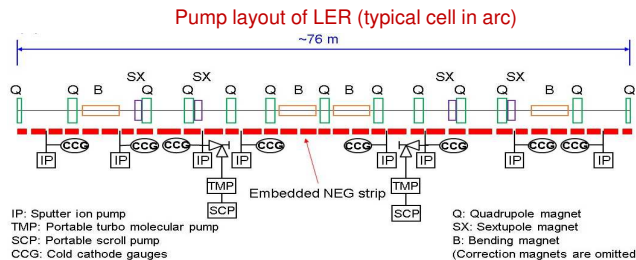 Pump layout of LER (typical cell in arc)
~76 m
SX SX SX SX
Q Q B Q Q Q Q B B Q Q Q Q B Q Q
CCG CCG CCG CCG CCG CCG CCG CCG
IP IP IP IP IP IP IP IP
TMP TMP
Embedded NEG strip
SCP SCP
IP: Sputter ion pump
TMP: Portable turbo molecular pump
SCP: Portable scroll pump
CCG: Cold cathode gauges
Q: Quadrupole magnet
SX: Sextupole magnet
B: Bending magnet
(Correction magnets are omitted